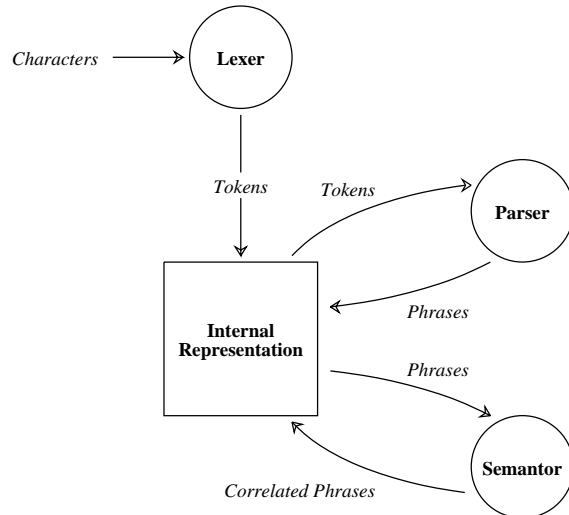 Characters
Lexer
Tokens
Tokens
Parser
Internal
Representation
Phrases
Phrases
Correlated Phrases
Semantor